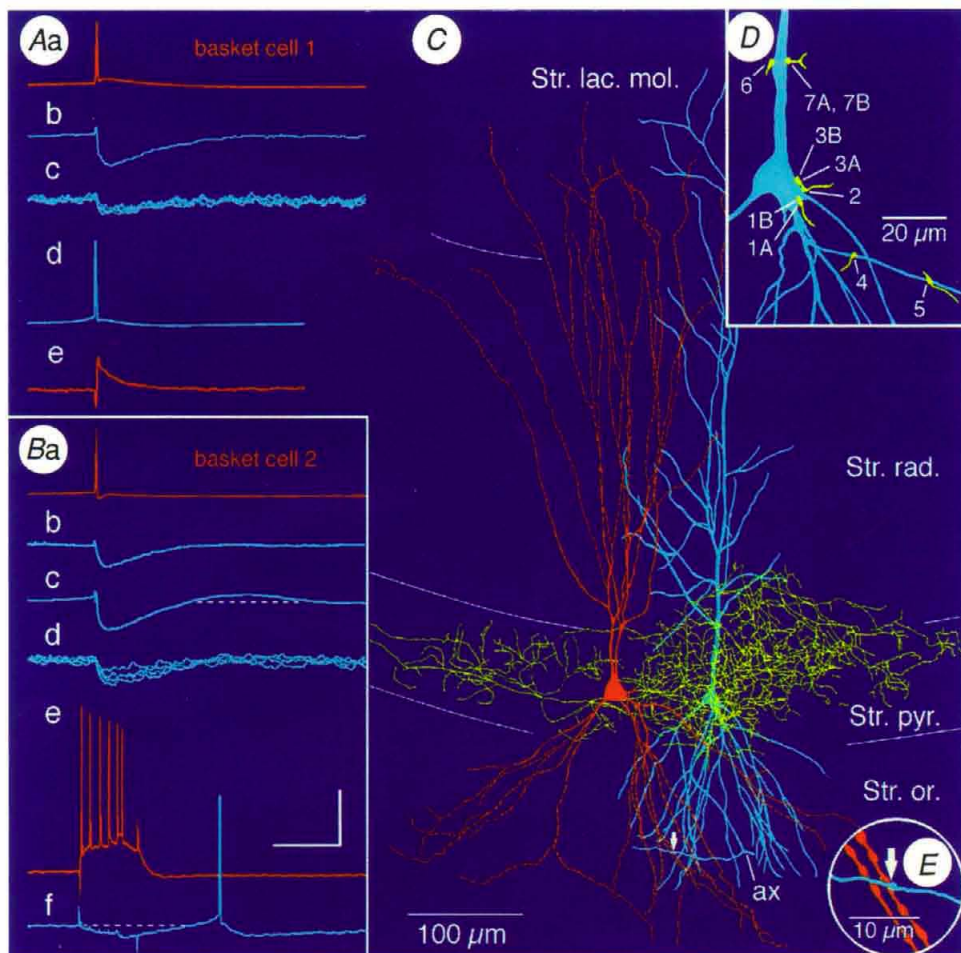 Aa
basket cell 1
b
c
d
e
Ba
basket cell 2
b
c
d
e
f
C
Str. lac. mol.
Str. rad.
Str. pyr.
Str. or.
ax
100 µm
D
6
7A, 7B
3B
3A
2
1B
1A
4
5
20 µm
E
10 µm